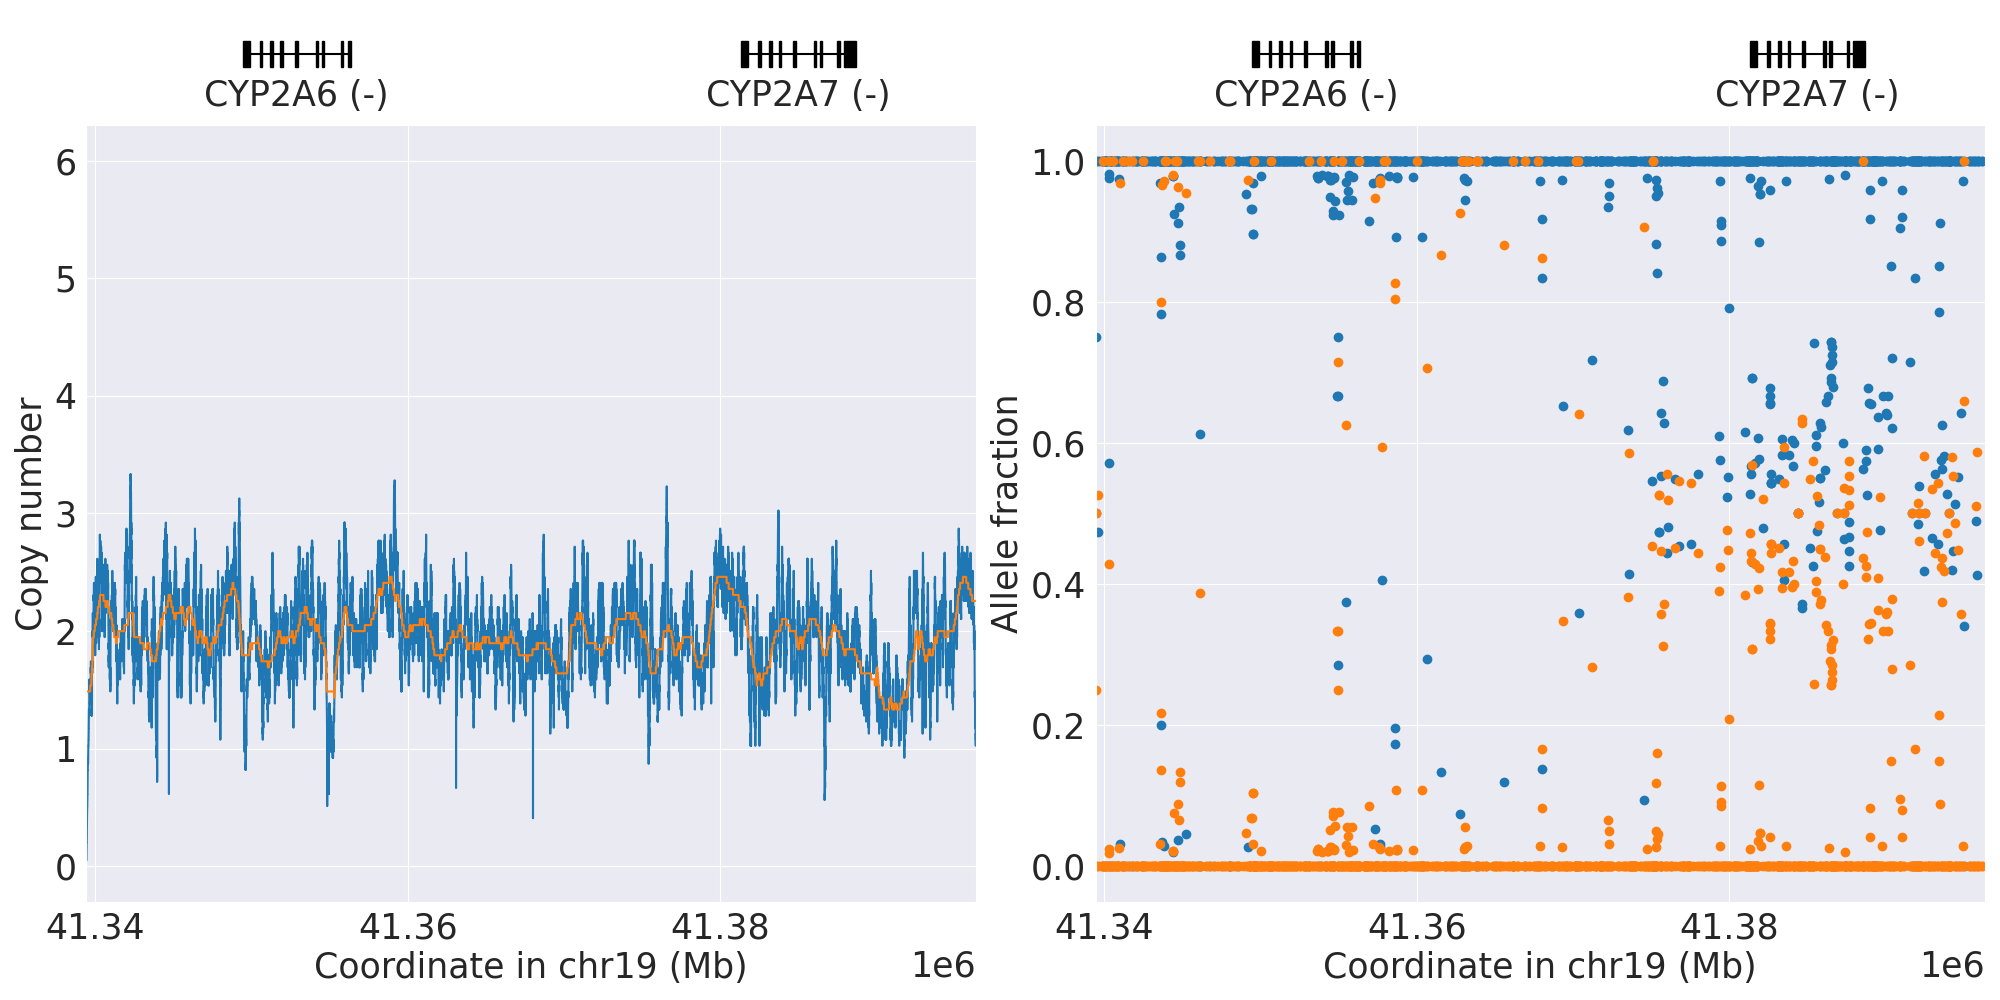 CYP2A6 (-) CYP2A7 (-)
6
5
4
3
2
1
0
Copy number
41.34 41.36 41.38
Coordinate in chr19 (Mb) 1e6
CYP2A6 (-) CYP2A7 (-)
1.0
0.8
0.6
0.4
0.2
0.0
Allele fraction
41.34 41.36 41.38
Coordinate in chr19 (Mb) 1e6